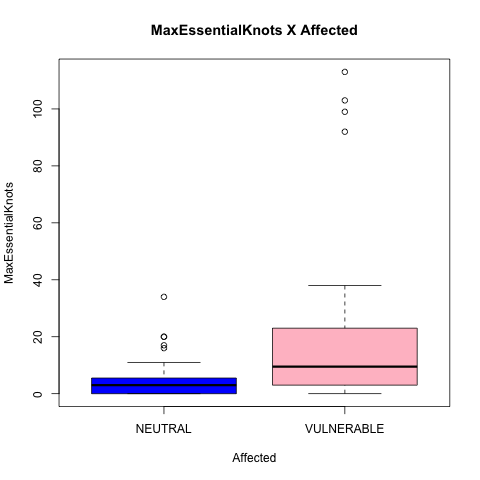 MaxEssentialKnots X Affected
MaxEssentialKnots
100
80
60
40
20
0
NEUTRAL
VULNERABLE
Affected